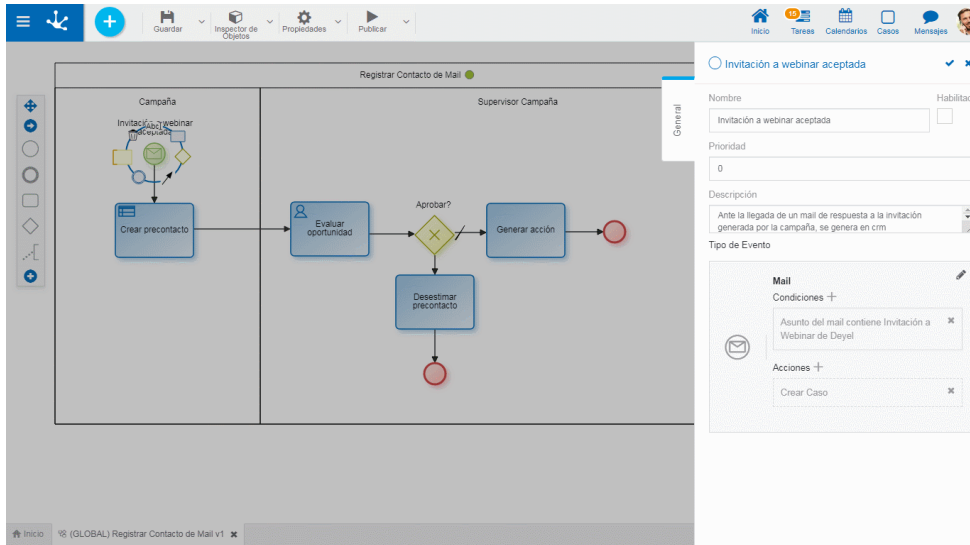 Guardar
Inspector de
Objetos
Propiedades
Publicar
Inicio
15
Tareas
Calendarios
Casos
Mensajes
Registrar Contacto de Mail
Campaña
Supervisor Campaña
webinar
Crear precontacto
Evaluar
oportunidad
Aprobar?
Generar acción
Desestimar
precontacto
General
Invitación a webinar aceptada
Nombre
Habilitad
Invitación a webinar aceptada
Prioridad
0
Descripción
Ante la llegada de un mail de respuesta a la invitación
generada por la campaña, se genera en crm
Tipo de Evento
Mail
Condiciones
Asunto del mail contiene Invitación a
Webinar de Deyel
Acciones
Crear Caso
Inicio
(GLOBAL) Registrar Contacto de Mail v1